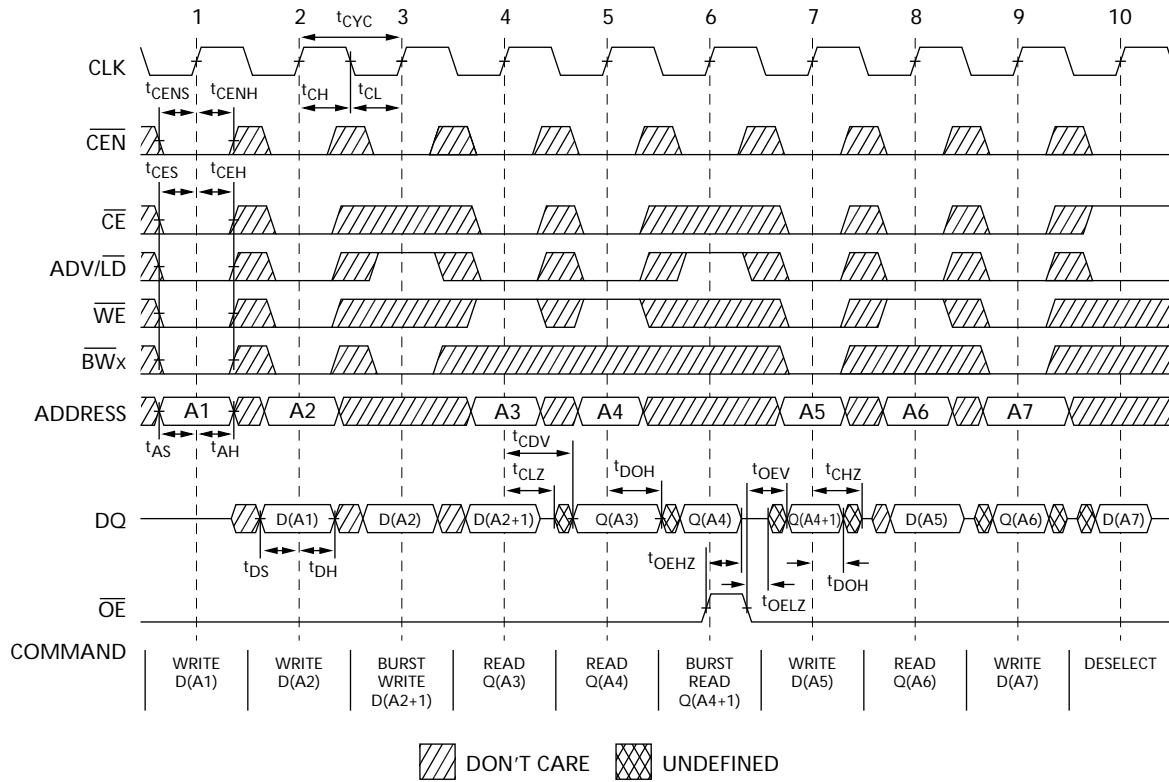 1 2 3 4 5 6 7 8 9 10
tCYC
CLK
tCENS tCENH tCH tCL
CEN
tCES tCEH
CE
ADV/LD
WE
BWx
ADDRESS A1 A2 A3 A4 A5 A6 A7
tAS tAH tCDV
tCLZ tDOH tOEV tCHZ
DQ D(A1) D(A2) D(A2+1) Q(A3) Q(A4) Q(A4+1) D(A5) Q(A6) D(A7)
tDS tDH tOEHZ tDOH
tOELZ
OE
COMMAND
WRITE D(A1)
WRITE D(A2)
BURST WRITE D(A2+1)
READ Q(A3)
READ Q(A4)
BURST READ Q(A4+1)
WRITE D(A5)
READ Q(A6)
WRITE D(A7)
DESELECT
DON'T CARE UNDEFINED